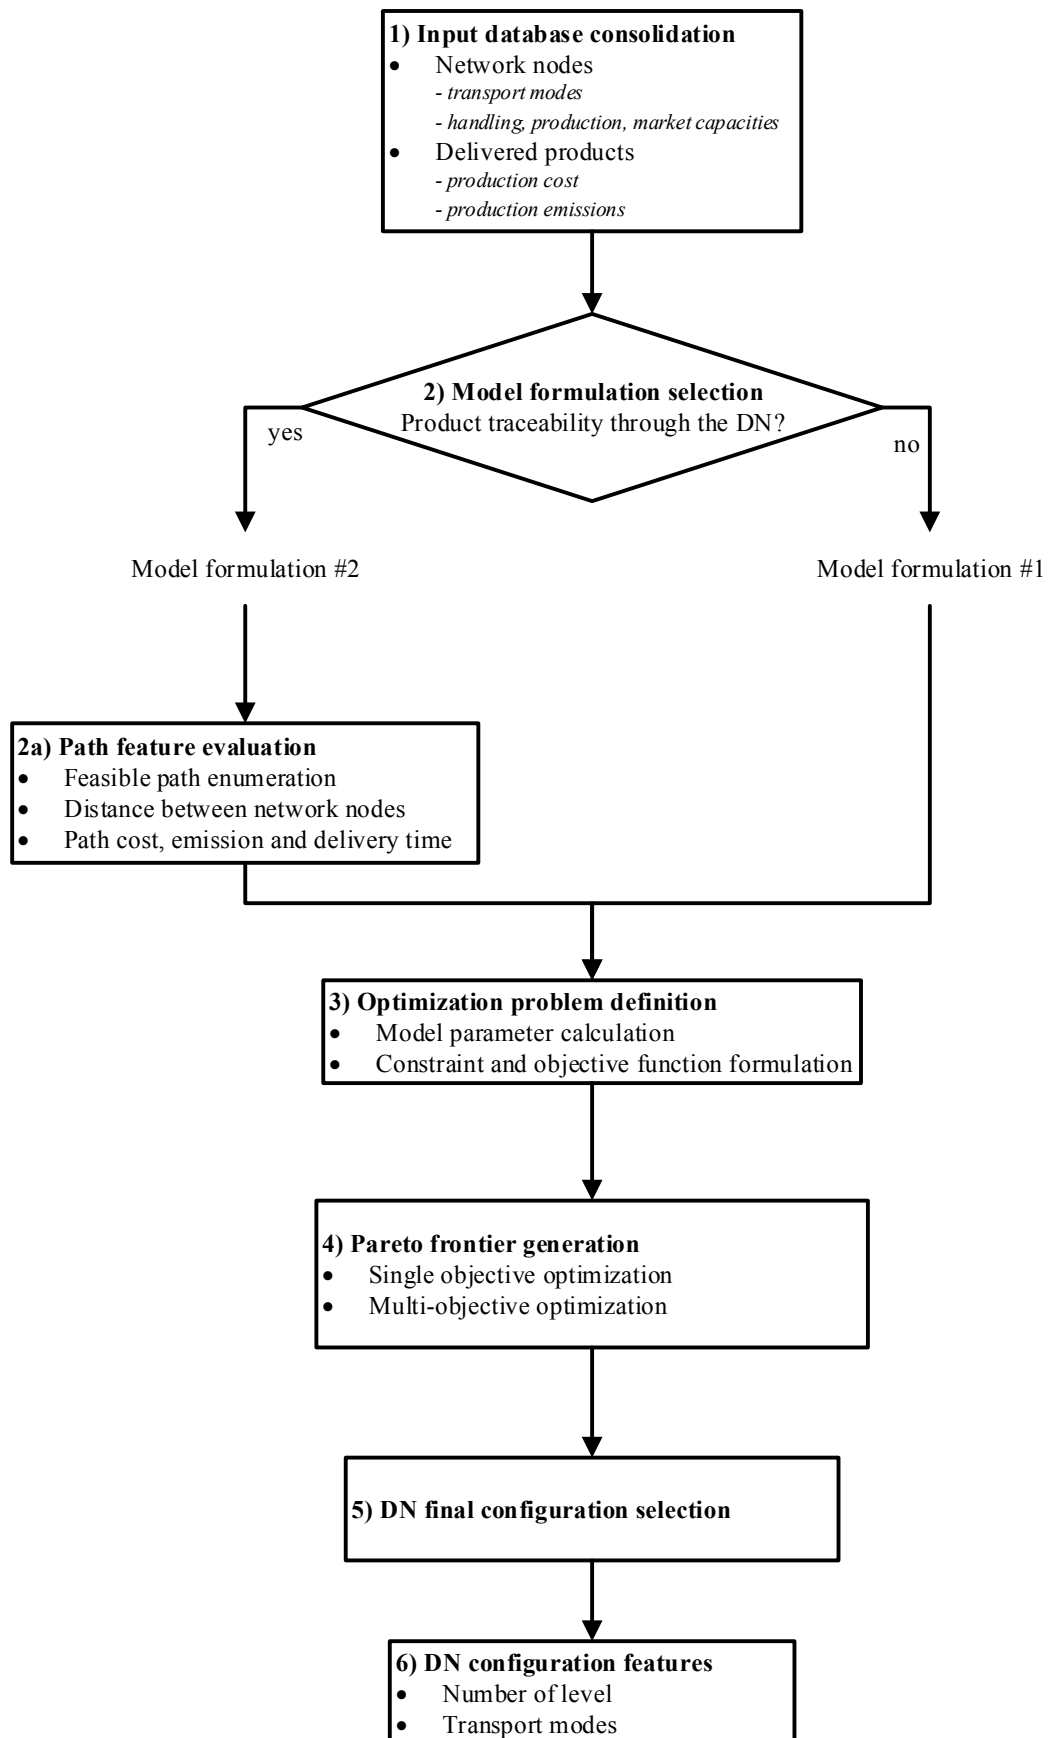 1) Input database consolidation
• Network nodes
- transport modes
- handling, production, market capacities
• Delivered products
- production cost
- production emissions
2) Model formulation selection
Product traceability through the DN?
yes
no
Model formulation #2
Model formulation #1
2a) Path feature evaluation
• Feasible path enumeration
• Distance between network nodes
• Path cost, emission and delivery time
3) Optimization problem definition
• Model parameter calculation
• Constraint and objective function formulation
4) Pareto frontier generation
• Single objective optimization
• Multi-objective optimization
5) DN final configuration selection
6) DN configuration features
• Number of level
• Transport modes